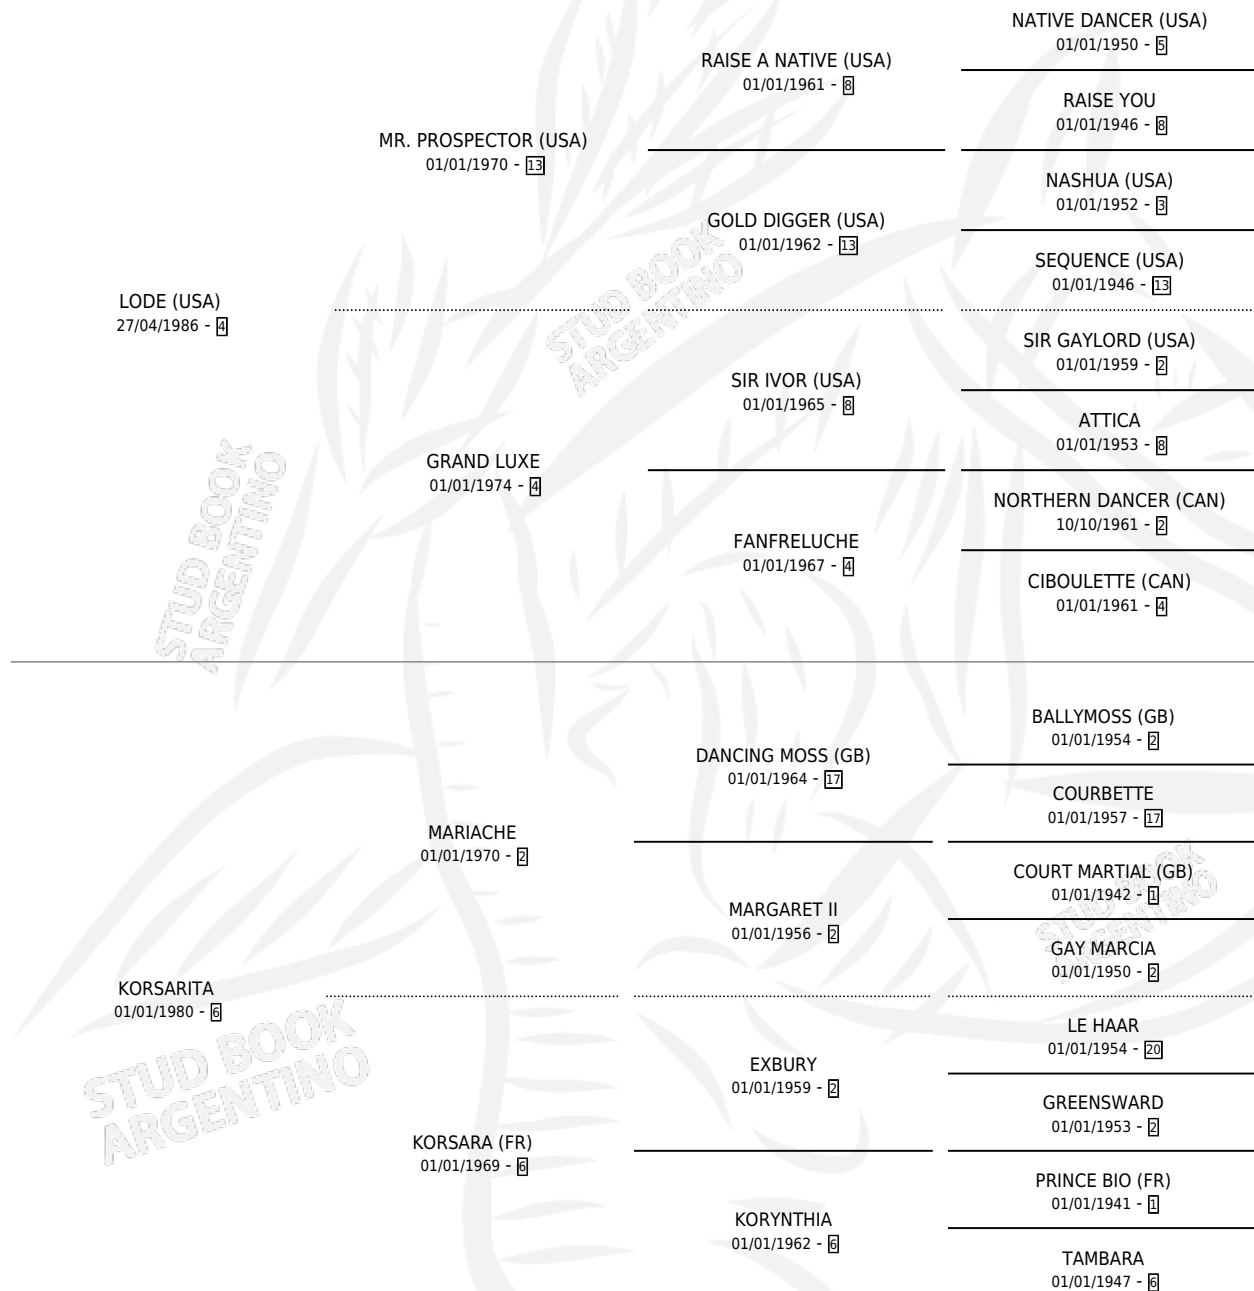 NATIVE DANCER (USA)
01/01/1950 - 5
RAISE A NATIVE (USA)
01/01/1961 - 8
RAISE YOU
01/01/1946 - 8
MR. PROSPECTOR (USA)
01/01/1970 - 13
NASHUA (USA)
01/01/1952 - 3
GOLD DIGGER (USA)
01/01/1962 - 13
SEQUENCE (USA)
01/01/1946 - 13
LODE (USA)
27/04/1986 - 4
SIR GAYLORD (USA)
01/01/1959 - 2
SIR IVOR (USA)
01/01/1965 - 8
ATTICA
01/01/1953 - 8
GRAND LUXE
01/01/1974 - 4
NORTHERN DANCER (CAN)
10/10/1961 - 2
FANFRELUCHE
01/01/1967 - 4
CIBOULETTE (CAN)
01/01/1961 - 4
BALLYMOSS (GB)
01/01/1954 - 2
DANCING MOSS (GB)
01/01/1964 - 17
COURBETTE
01/01/1957 - 17
MARIACHE
01/01/1970 - 2
COURT MARTIAL (GB)
01/01/1942 - 1
MARGARET II
01/01/1956 - 2
GAY MARCIA
01/01/1950 - 2
KORSARITA
01/01/1980 - 6
LE HAAR
01/01/1954 - 20
EXBURY
01/01/1959 - 2
GREENSWARD
01/01/1953 - 2
KORSARA (FR)
01/01/1969 - 6
PRINCE BIO (FR)
01/01/1941 - 1
KORYNTHIA
01/01/1962 - 6
TAMBARA
01/01/1947 - 6
STUD BOOK
ARGENTINO
STUD BOOK
ARGENTINO
STUD BOOK
ARGENTINO
STUD BOOK
ARGENTINO